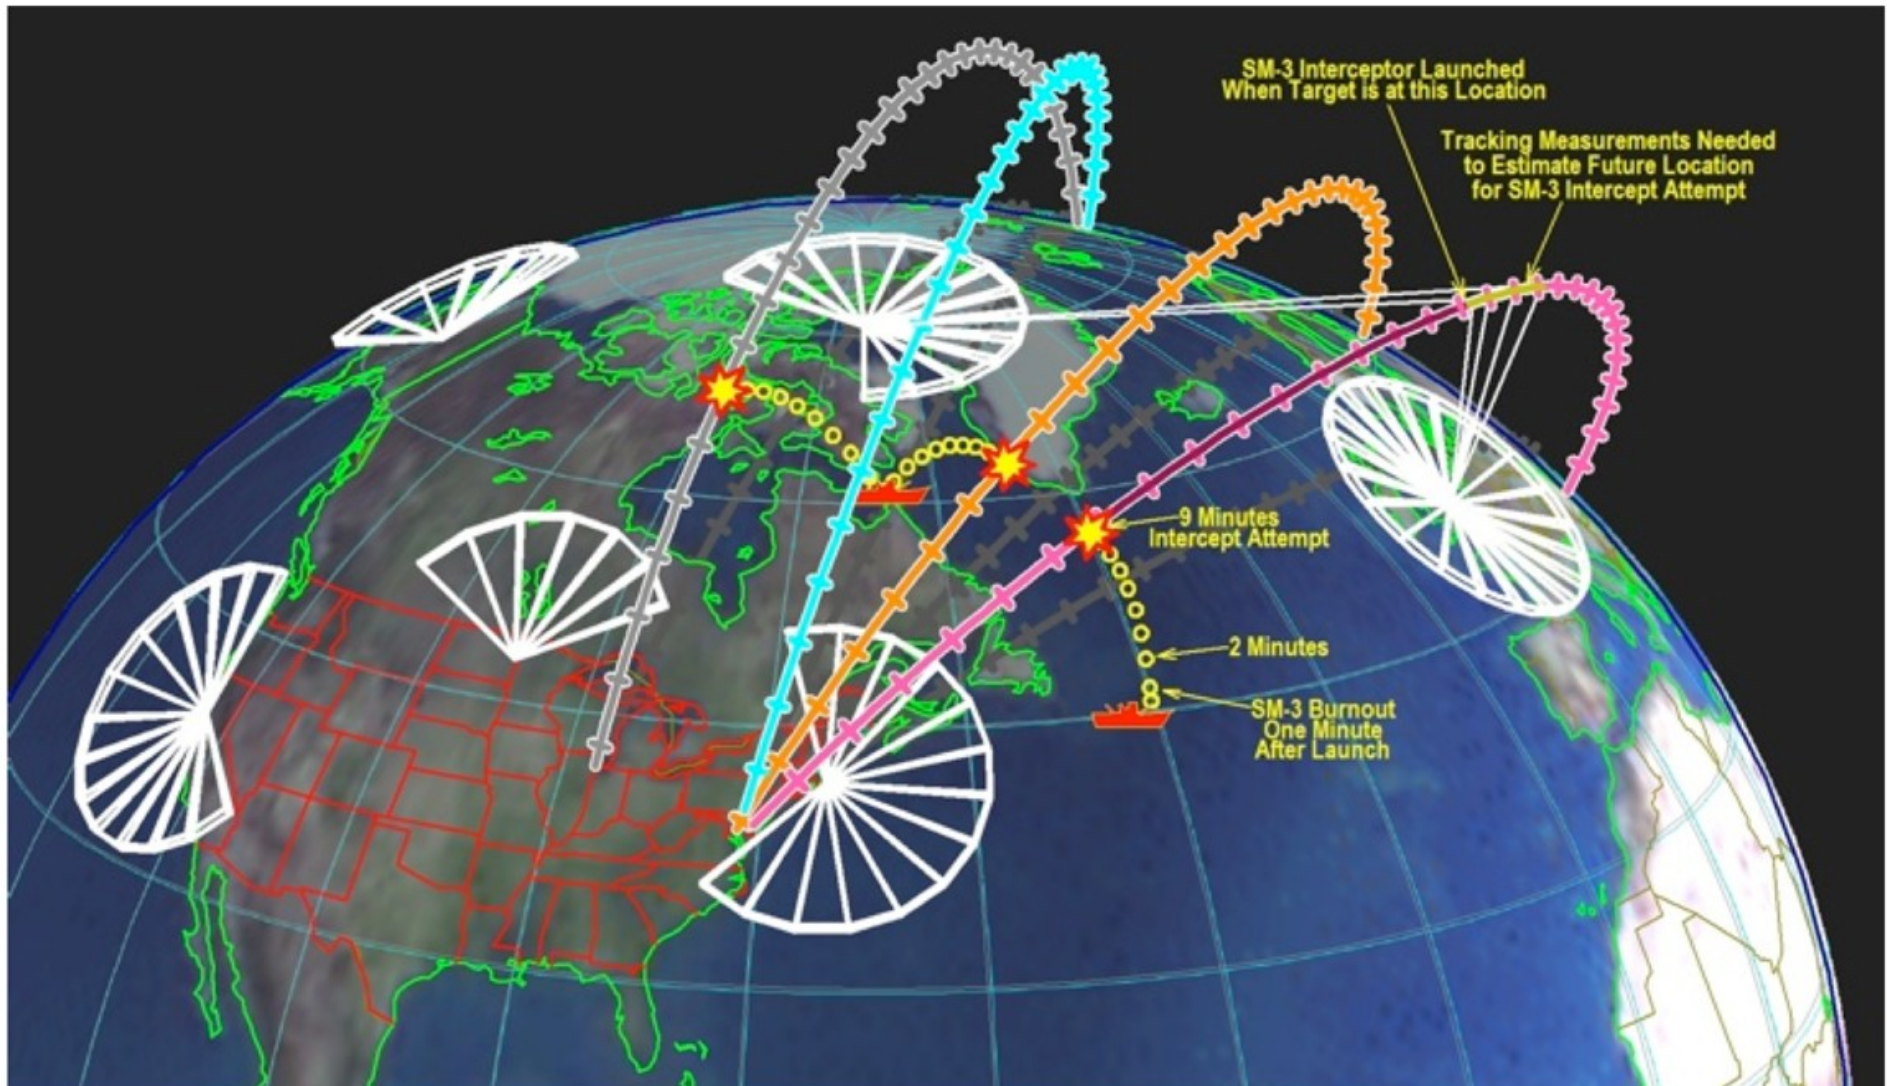 SM-3 Interceptor Launched
When Target is at this Location
Tracking Measurements Needed
to Estimate Future Location
for SM-3 Intercept Attempt
9 Minutes
Intercept Attempt
2 Minutes
SM-3 Burnout
One Minute
After Launch